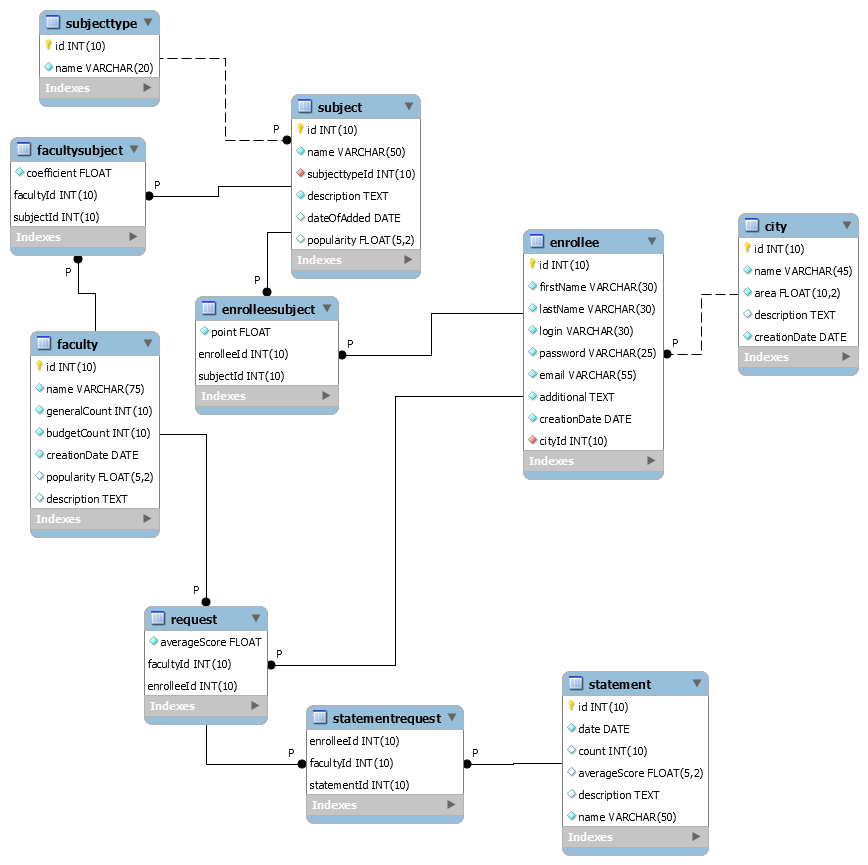 subjecttype
id INT(10)
name VARCHAR(20)
Indexes
subject
id INT(10)
name VARCHAR(50)
subjecttypeId INT(10)
description TEXT
dateOfAdded DATE
popularity FLOAT(5,2)
Indexes
P
facultysubject
coefficient FLOAT
facultyId INT(10)
subjectId INT(10)
Indexes
P
P
P
enrolleesubject
point FLOAT
enrolleeId INT(10)
subjectId INT(10)
Indexes
P
enrollee
id INT(10)
firstName VARCHAR(30)
lastName VARCHAR(30)
login VARCHAR(30)
password VARCHAR(25)
email VARCHAR(55)
additional TEXT
creationDate DATE
cityId INT(10)
Indexes
P
city
id INT(10)
name VARCHAR(45)
area FLOAT(10,2)
description TEXT
creationDate DATE
Indexes
faculty
id INT(10)
name VARCHAR(75)
generalCount INT(10)
budgetCount INT(10)
creationDate DATE
popularity FLOAT(5,2)
description TEXT
Indexes
P
request
averageScore FLOAT
facultyId INT(10)
enrolleeId INT(10)
Indexes
P
P
statementrequest
enrolleeId INT(10)
facultyId INT(10)
statementId INT(10)
Indexes
P
statement
id INT(10)
date DATE
count INT(10)
averageScore FLOAT(5,2)
description TEXT
name VARCHAR(50)
Indexes